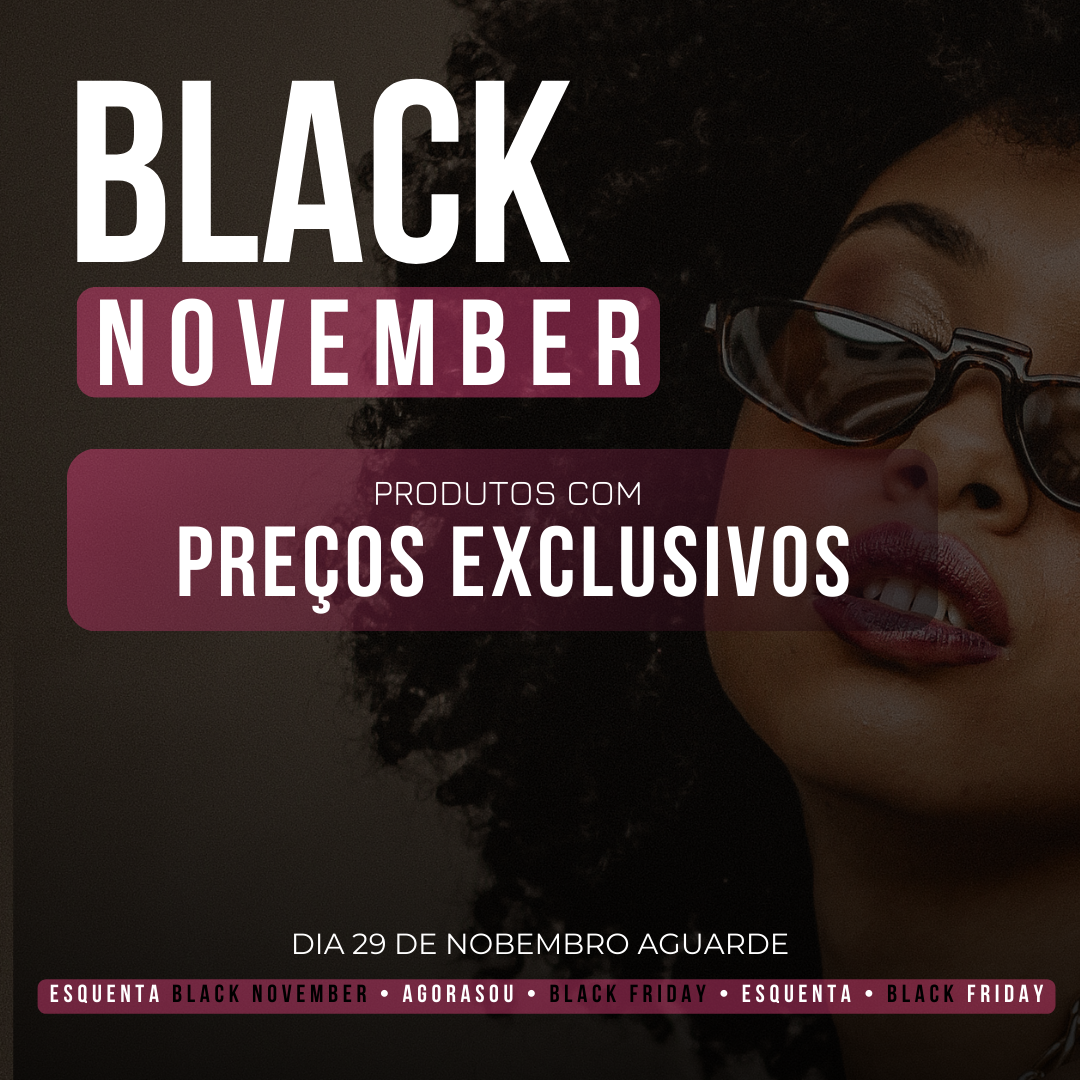 BLACK
NOVEMBER
PRODUTOS COM
PREÇOS EXCLUSIVOS
DIA 29 DE NOBEMBRO AGUARDE
ESQUENTA BLACK NOVEMBER • AGORASOU • BLACK FRIDAY • ESQUENTA • BLACK FRIDAY